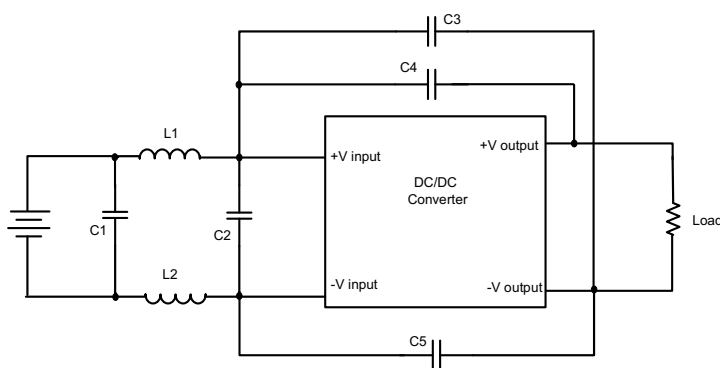 C3
C4
L1
+V input
+V output
DC/DC
Converter
C1
C2
Load
L2
-V input
-V output
C5